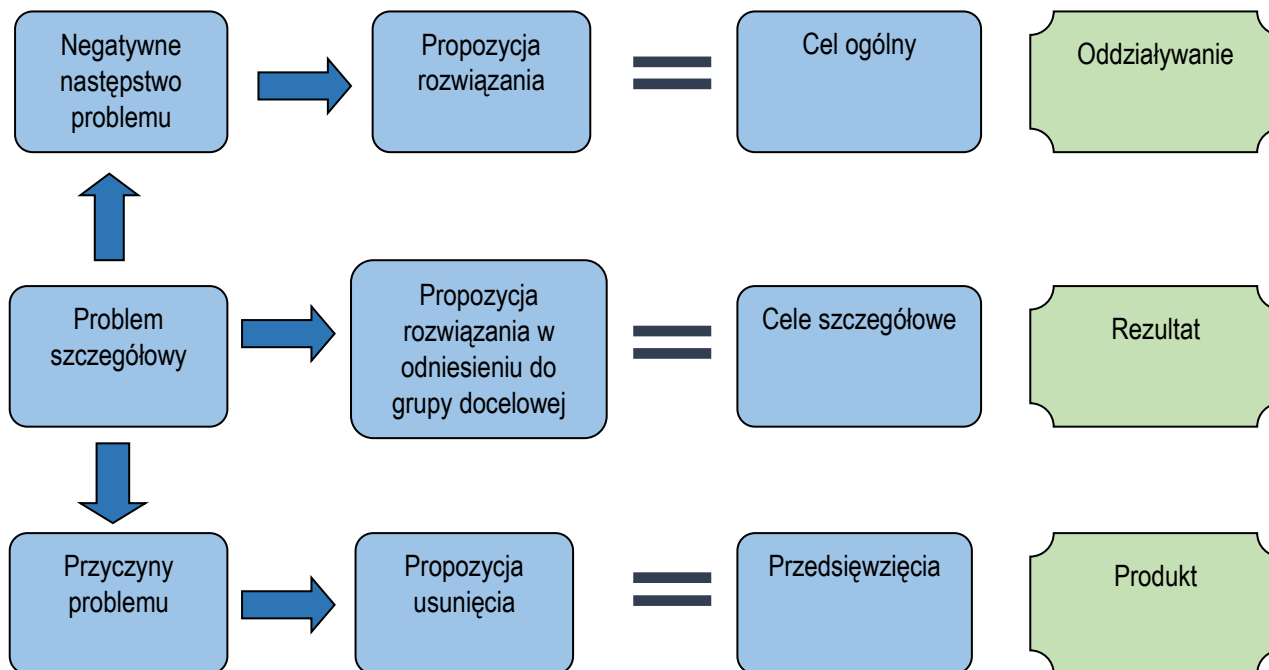 Negatywne
następstwo
problemu
Propozycja
rozwiązania
Cel ogólny
Oddziaływanie
Problem
szczegółowy
Propozycja
rozwiązania w
odniesieniu do
grupy docelowej
Cele szczegółowe
Rezultat
Przyczyny
problemu
Propozycja
usunięcia
Przedsięwzięcia
Produkt